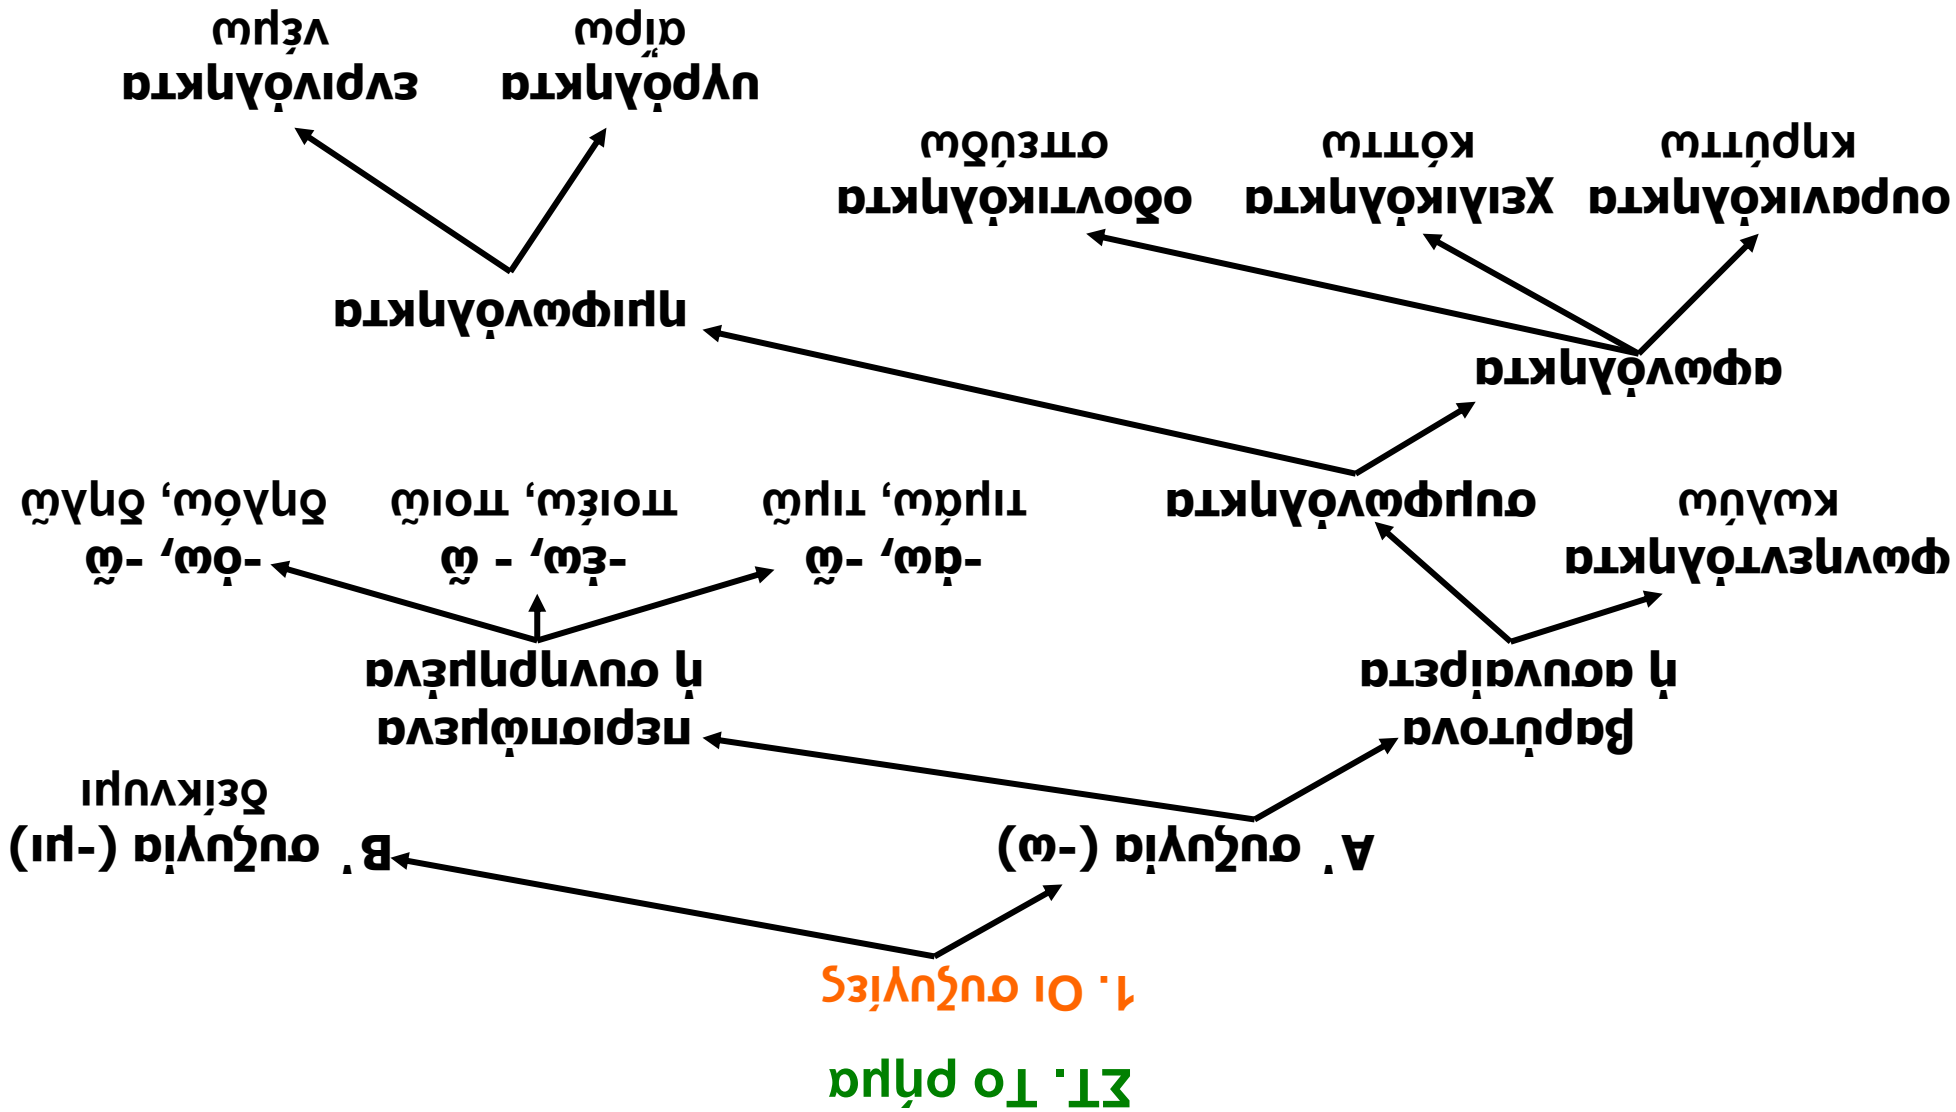 ΣΤ. Το ρήμα
1. Οι συζυγίες
Α΄ συζυγία (-ω)
Β΄ συζυγία (-μι)
δείκνυμι
βαρύτονα
ή ασυναίρετα
περισπώμενα
ή συνηρημένα
φωνηεντόληκτα
κωλύω
συμφωνόληκτα
-άω, -ῶ
τιμάω, τιμῶ
-έω, - ῶ
ποιέω, ποιῶ
-όω, -ῶ
δηλόω, δηλῶ
αφωνόληκτα
ημιφωνόληκτα
ουρανικόληκτα
κηρύττω
χειλικόληκτα
κόπτω
οδοντικόληκτα
σπεύδω
υγρόληκτα
αἴρω
ενρινόληκτα
νέμω